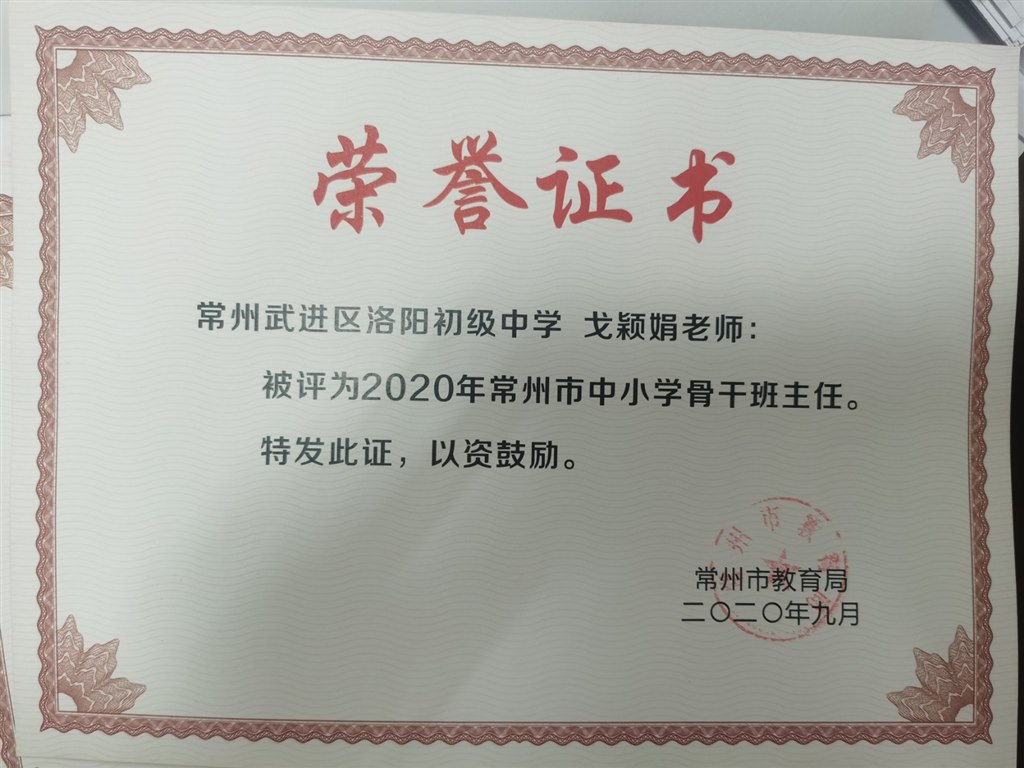 荣誉证书
常州武进区洛阳初级中学 戈颖娟老师：
被评为2020年常州市中小学骨干班主任。
特发此证，以资鼓励。
常州市教育局
二〇二〇年九月